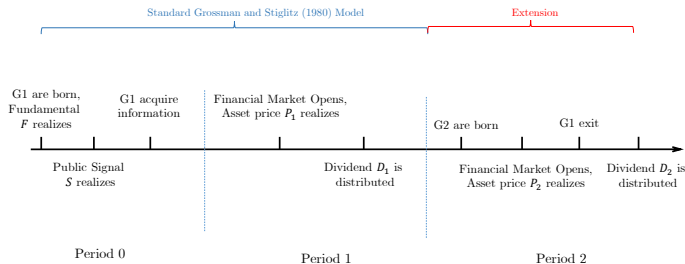 Standard Grossman and Stiglitz (1980) Model
Extension
G1 are born,
Fundamental
F realizes
G1 acquire
information
Financial Market Opens,
Asset price P1 realizes
G2 are born
G1 exit
Public Signal
S realizes
Dividend D1 is
distributed
Financial Market Opens,
Asset price P2 realizes
Dividend D2 is
distributed
Period 0
Period 1
Period 2